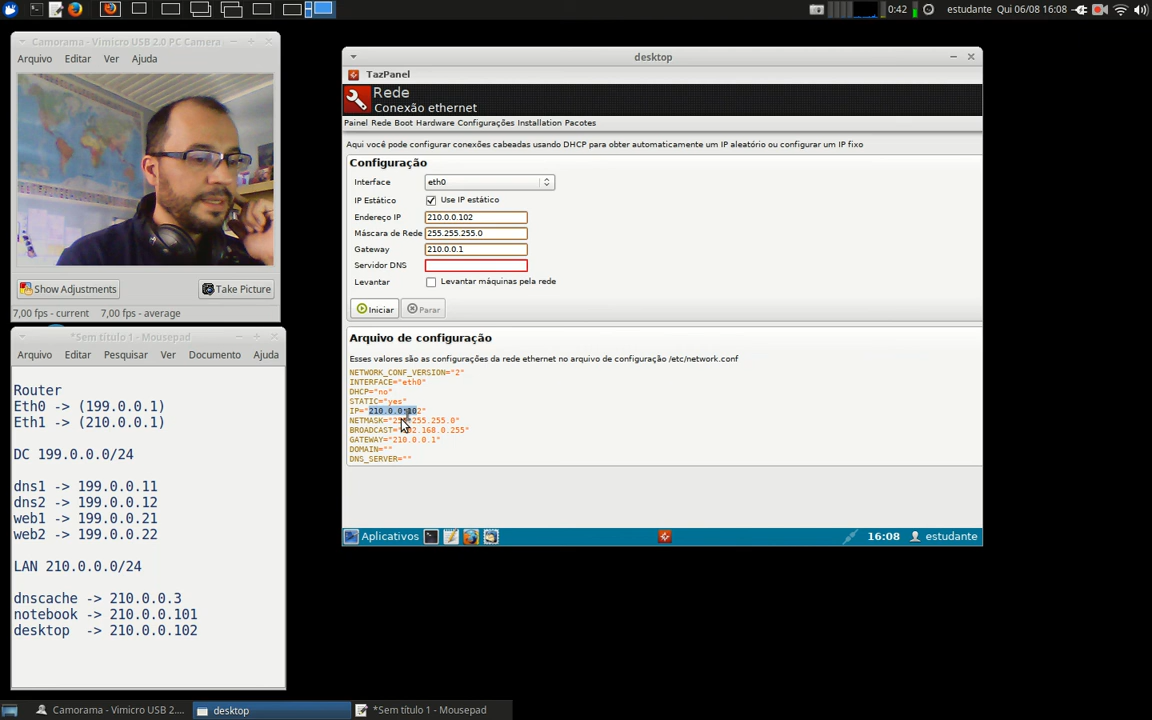 0:42 estudante Qui 06/08 16:08
Camorama - Vimicro USB 2.0 PC Camera
Arquivo Editar Ver Ajuda
Show Adjustments Take Picture
7,00 fps - current 7,00 fps - average
*Sem título 1 - Mousepad
Arquivo Editar Pesquisar Ver Documento Ajuda
Router
Eth0 -> (199.0.0.1)
Eth1 -> (210.0.0.1)
DC 199.0.0.0/24
dns1 -> 199.0.0.11
dns2 -> 199.0.0.12
web1 -> 199.0.0.21
web2 -> 199.0.0.22
LAN 210.0.0.0/24
dnscache -> 210.0.0.3
notebook -> 210.0.0.101
desktop -> 210.0.0.102
desktop
TazPanel
Rede
Conexão ethernet
Painel Rede Boot Hardware Configurações Installation Pacotes
Aqui você pode configurar conexões cabeadas usando DHCP para obter automaticamente um IP aleatório ou configurar um IP fixo
Configuração
Interface eth0
IP Estático Use IP estático
Endereço IP 210.0.0.102
Máscara de Rede 255.255.255.0
Gateway 210.0.0.1
Servidor DNS
Levantar Levantar máquinas pela rede
Iniciar Parar
Arquivo de configuração
Esses valores são as configurações da rede ethernet no arquivo de configuração /etc/network.conf
NETWORK_CONF_VERSION="2"
INTERFACE="eth0"
DHCP="no"
STATIC="yes"
IP="210.0.0.102"
NETMASK="255.255.255.0"
BROADCAST="192.168.0.255"
GATEWAY="210.0.0.1"
DOMAIN=""
DNS_SERVER=""
Aplicativos 16:08 estudante
Camorama - Vimicro USB 2.... desktop *Sem título 1 - Mousepad